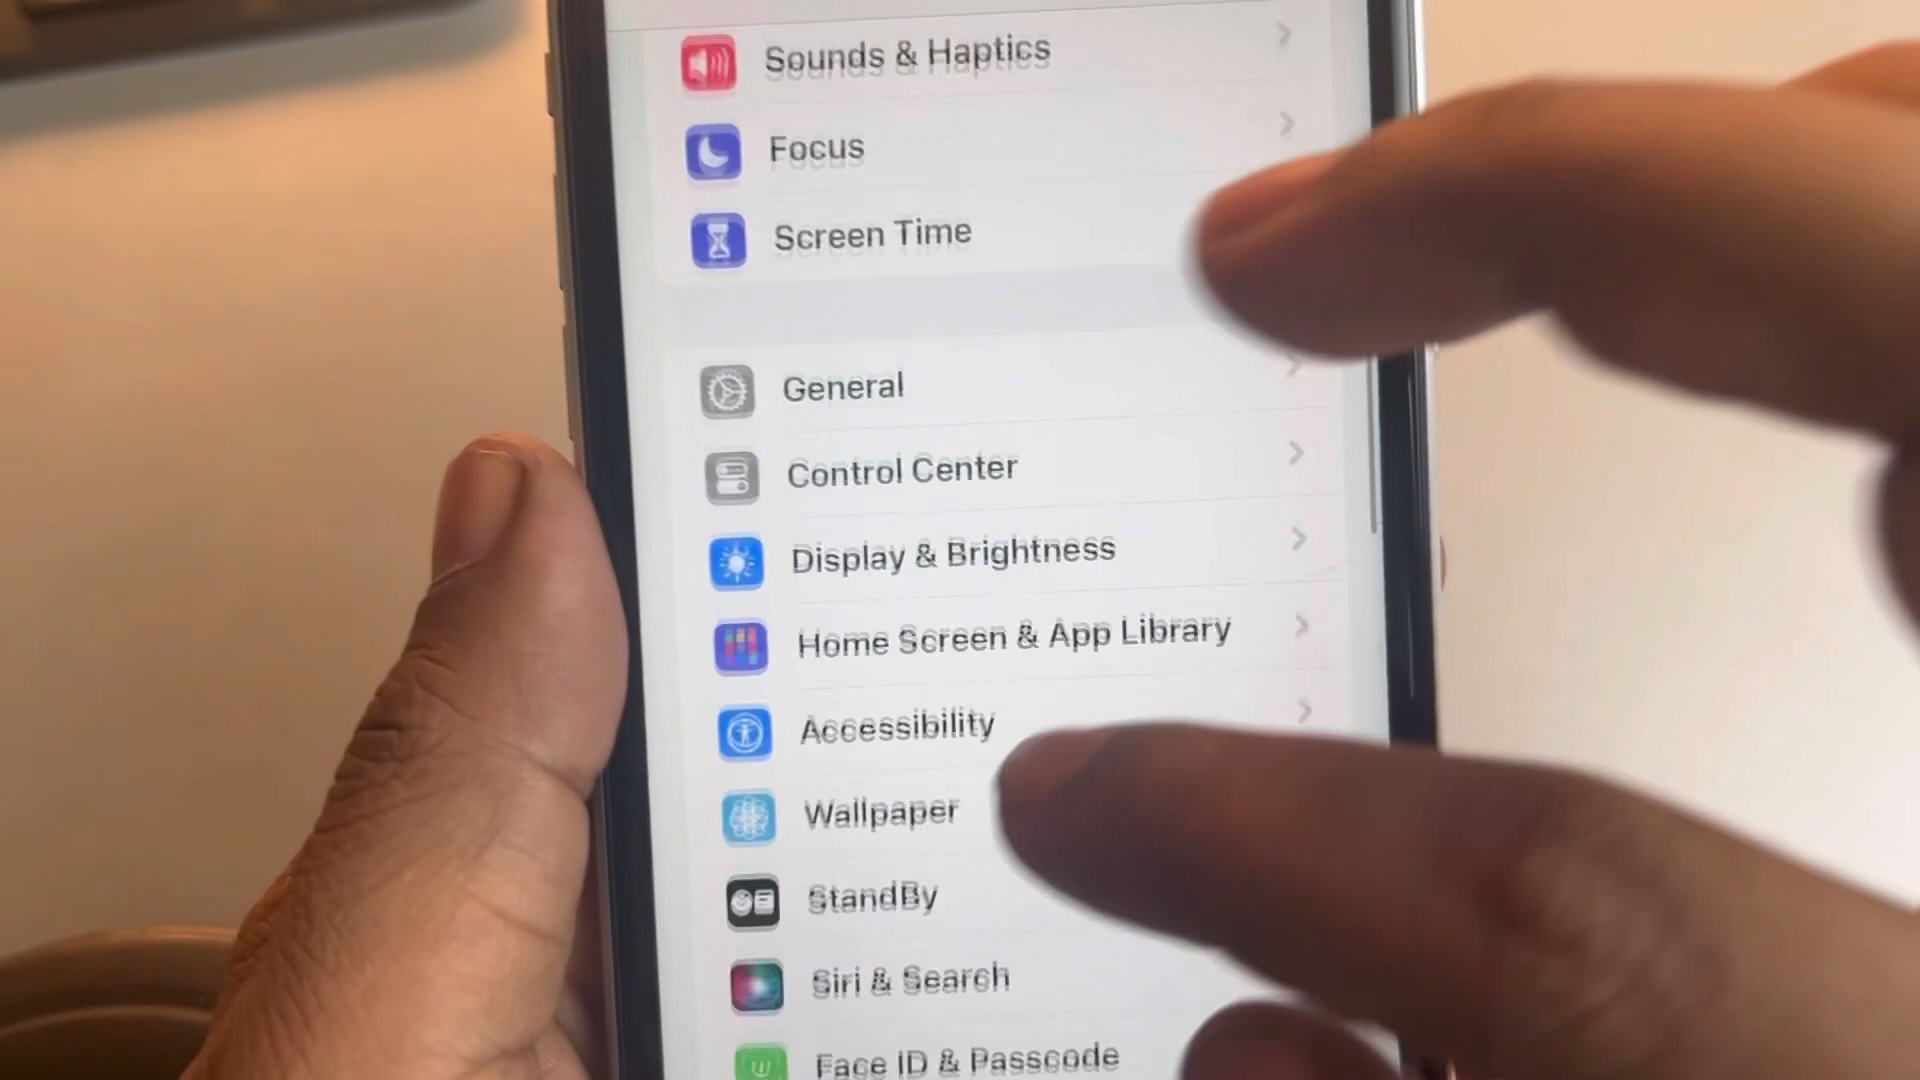 Sounds & Haptics
Focus
Screen Time
General
Control Center
Display & Brightness
Home Screen & App Library
Accessibility
Wallpaper
StandBy
Siri & Search
Face ID & Passcode